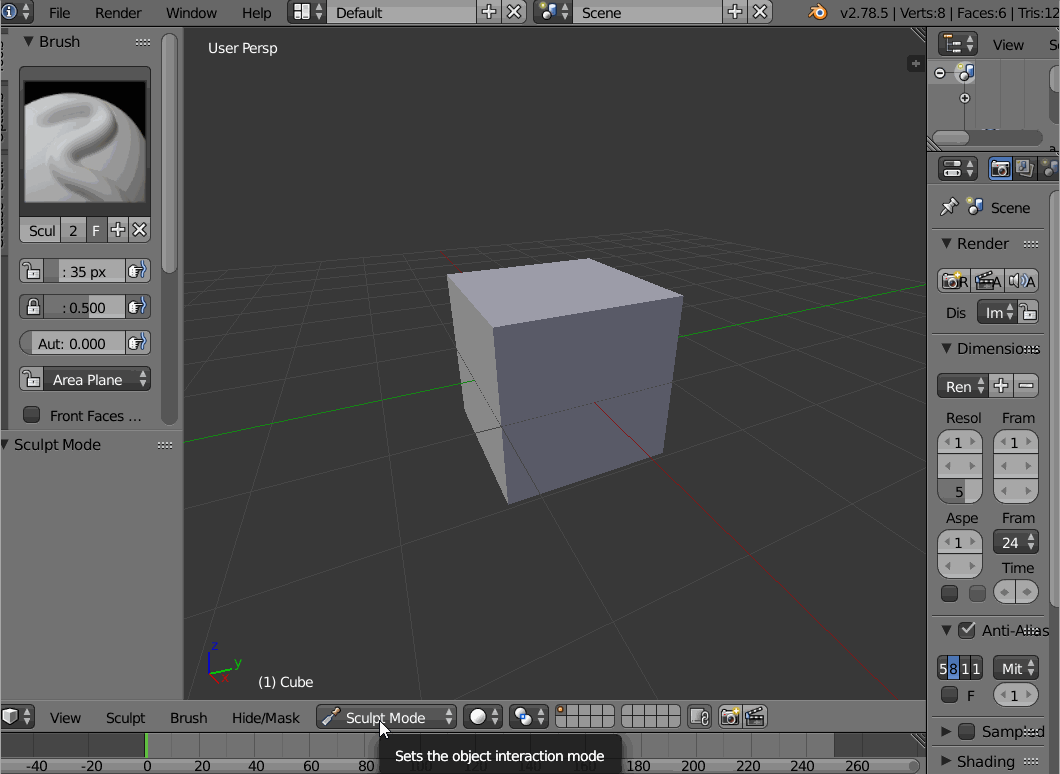 File Render Window Help Default Scene v2.78.5 | Verts:8 | Faces:6 | Tris:12
Brush
User Persp
View
Scul 2 F
: 35 px
: 0.500
Aut: 0.000
Area Plane
Front Faces ...
Sculpt Mode
Scene
Render
R A A
Dis Im
Dimensions
Ren
Resol Fram
1 1
5
Aspe Fram
1 24
Time
Anti-Alias
5 8 11 1 Mit
F 1
Sampled
Shading
z
y
x
(1) Cube
View Sculpt Brush Hide/Mask Sculpt Mode
Sets the object interaction mode
-40 -20 0 20 40 60 80 200 220 240 260